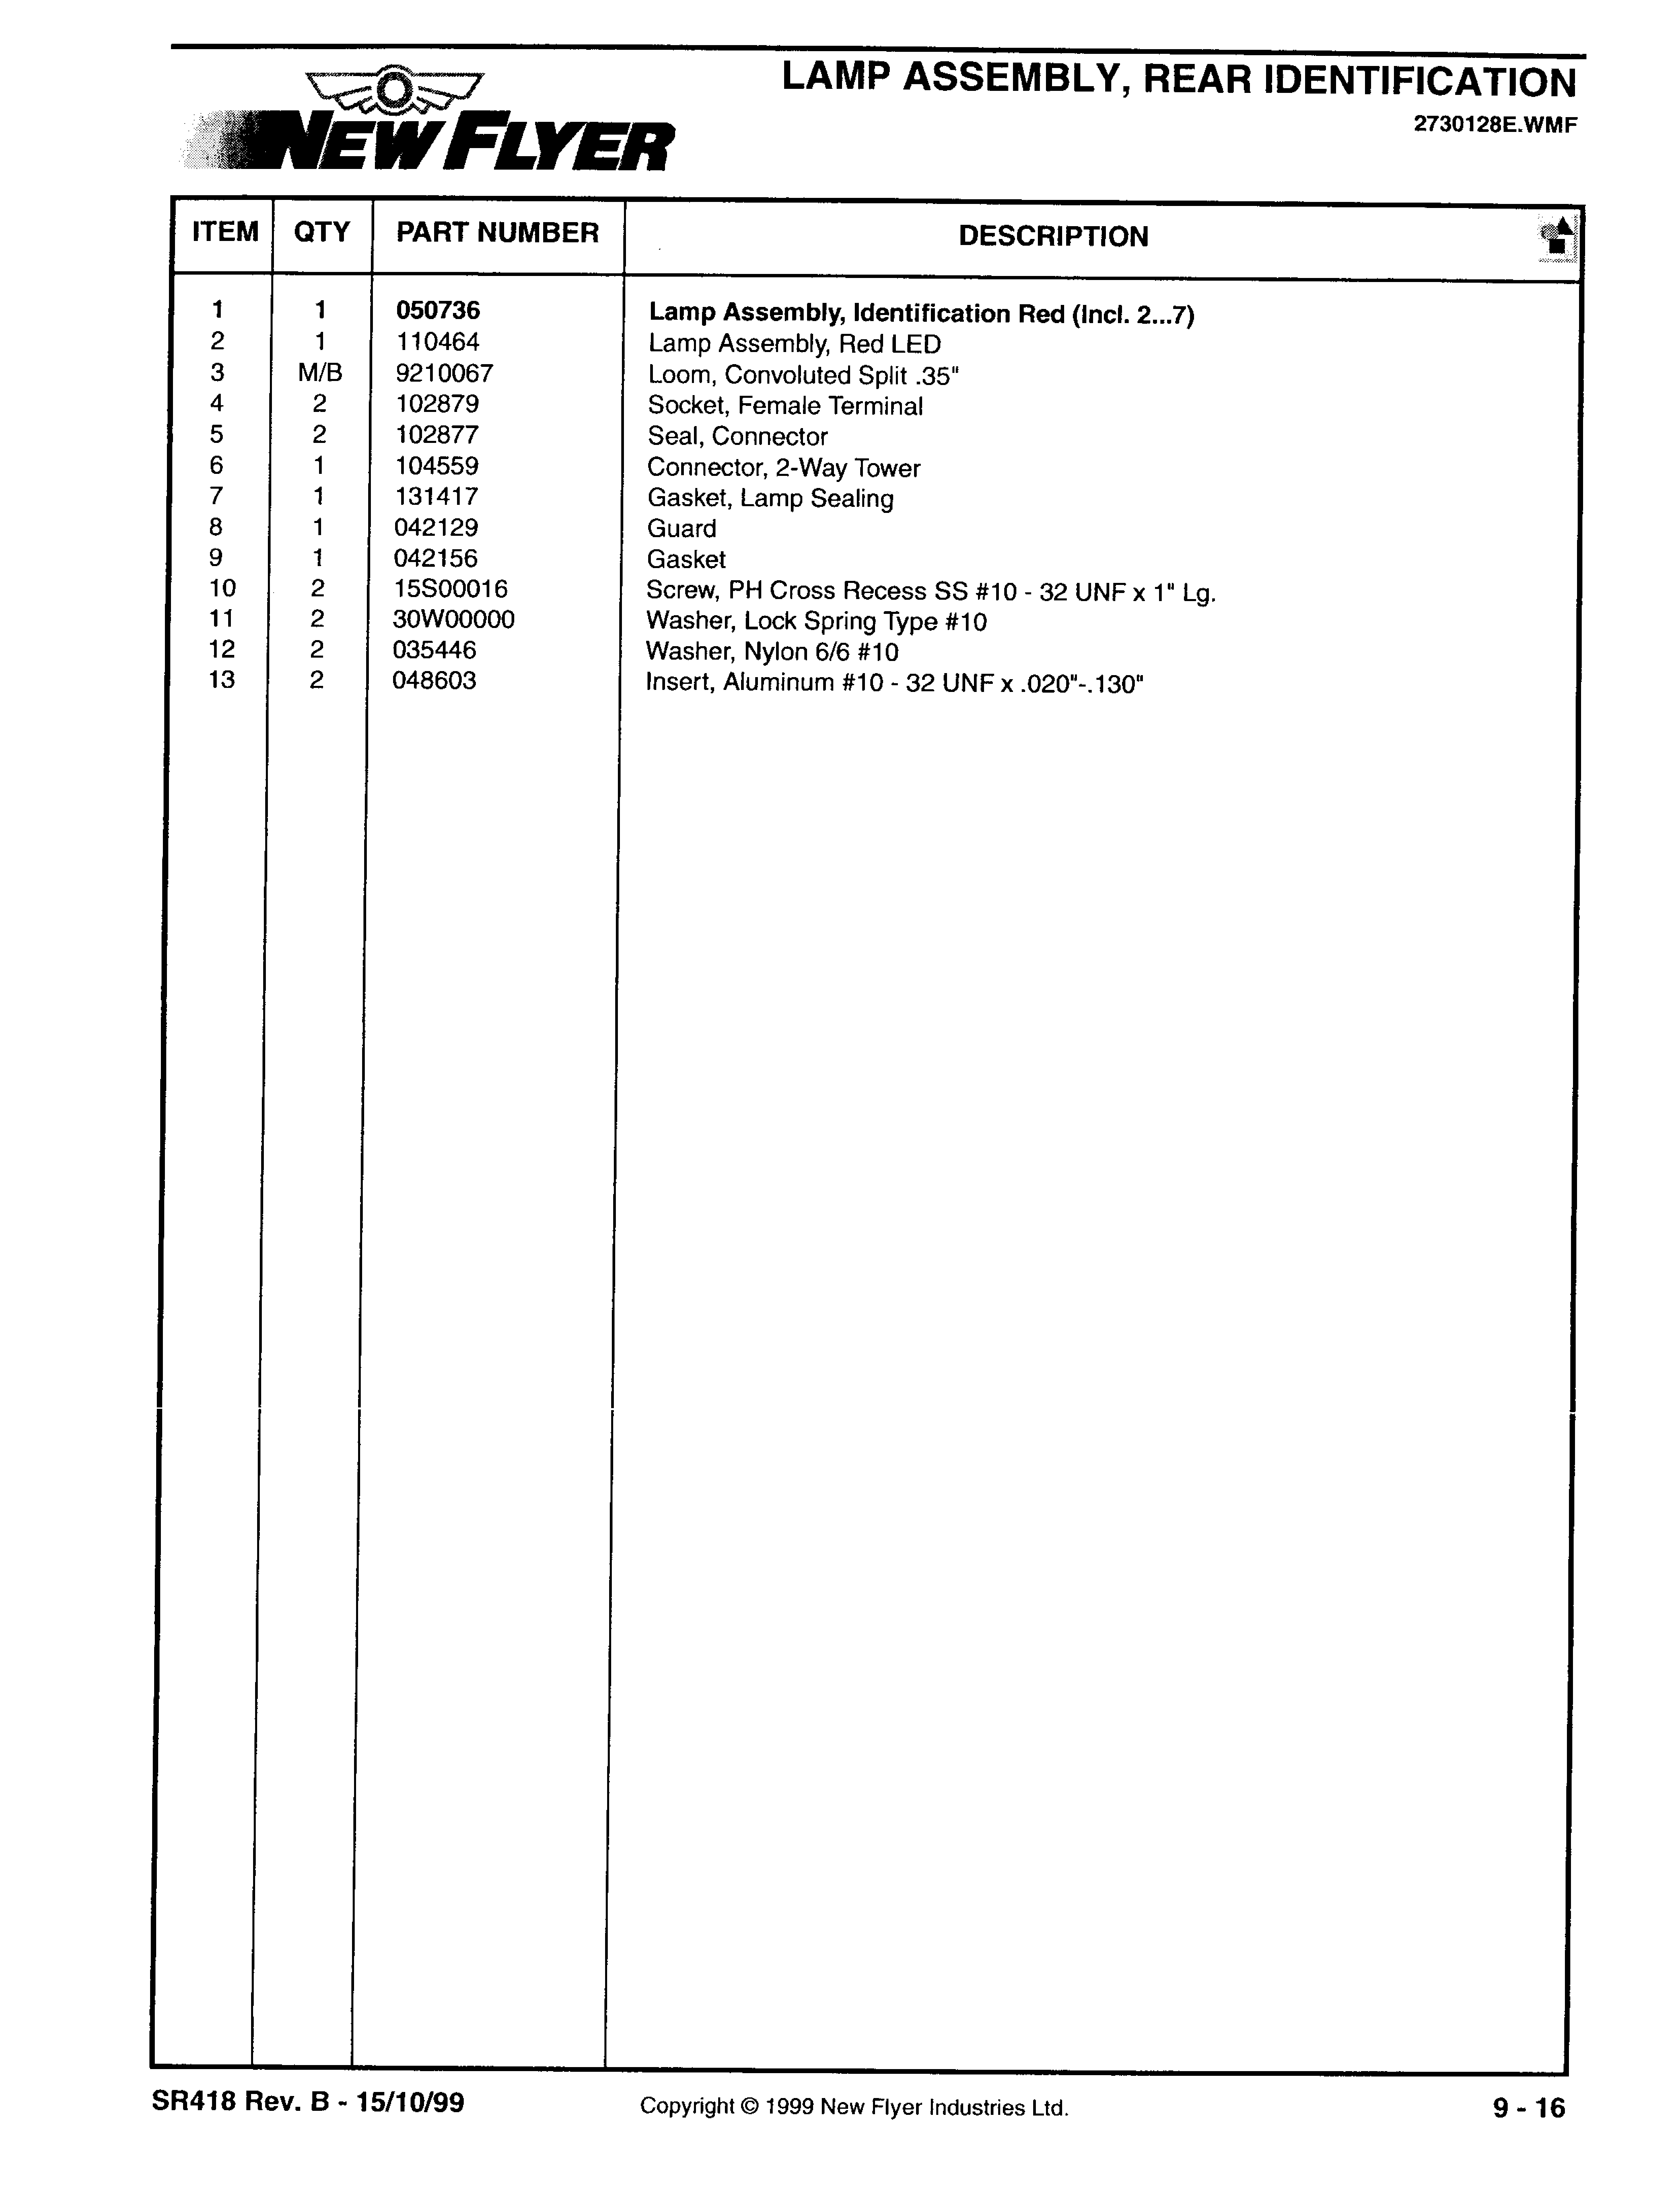 LAMP ASSEMBLY, REAR IDENTIFICATION
2730128E.WMF
NEW FLYER
ITEM QTY PART NUMBER DESCRIPTION
1 1 050736 Lamp Assembly, Identification Red (Incl. 2...7)
2 1 110464 Lamp Assembly, Red LED
3 M/B 9210067 Loom, Convoluted Split .35"
4 2 102879 Socket, Female Terminal
5 2 102877 Seal, Connector
6 1 104559 Connector, 2-Way Tower
7 1 131417 Gasket, Lamp Sealing
8 1 042129 Guard
9 1 042156 Gasket
10 2 15S00016 Screw, PH Cross Recess SS #10 - 32 UNF x 1" Lg.
11 2 30W00000 Washer, Lock Spring Type #10
12 2 035446 Washer, Nylon 6/6 #10
13 2 048603 Insert, Aluminum #10 - 32 UNF x .020"-.130"
SR418 Rev. B - 15/10/99 Copyright © 1999 New Flyer Industries Ltd. 9 - 16